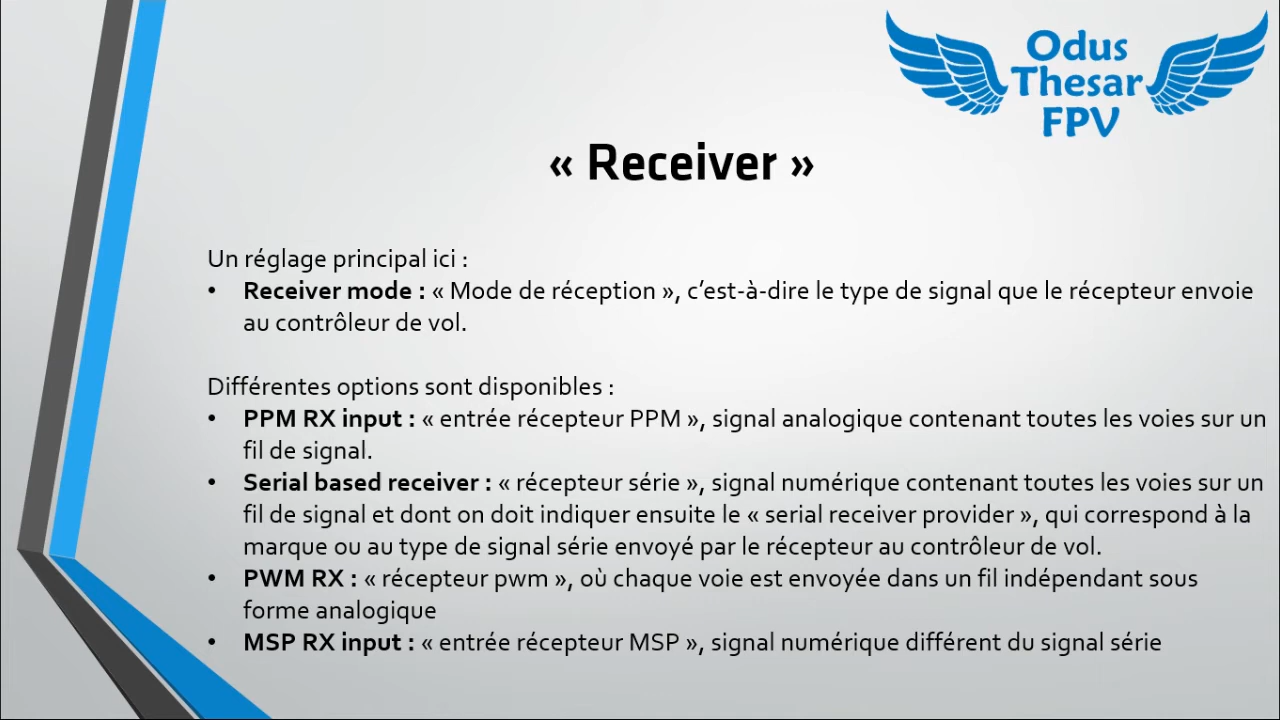 Odus
Thesar
FPV
« Receiver »
Un réglage principal ici :
• Receiver mode : « Mode de réception », c’est-à-dire le type de signal que le récepteur envoie
au contrôleur de vol.
Différentes options sont disponibles :
• PPM RX input : « entrée récepteur PPM », signal analogique contenant toutes les voies sur un
fil de signal.
• Serial based receiver : « récepteur série », signal numérique contenant toutes les voies sur un
fil de signal et dont on doit indiquer ensuite le « serial receiver provider », qui correspond à la
marque ou au type de signal série envoyé par le récepteur au contrôleur de vol.
• PWM RX : « récepteur pwm », où chaque voie est envoyée dans un fil indépendant sous
forme analogique
• MSP RX input : « entrée récepteur MSP », signal numérique différent du signal série